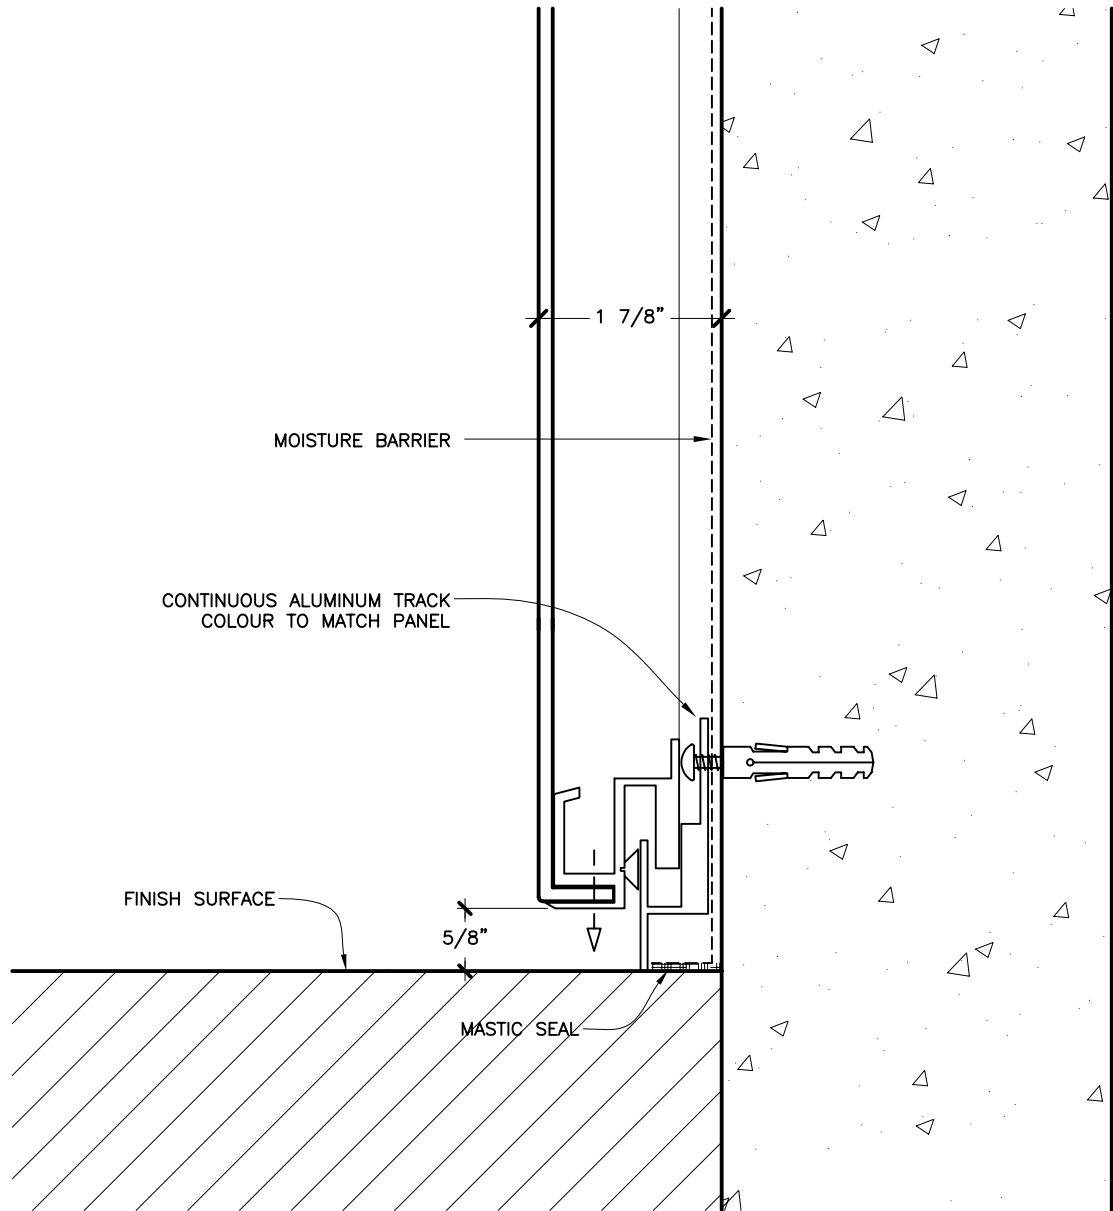 1 7/8”
MOISTURE BARRIER
CONTINUOUS ALUMINUM TRACK
COLOUR TO MATCH PANEL
FINISH SURFACE
5/8”
MASTIC SEAL